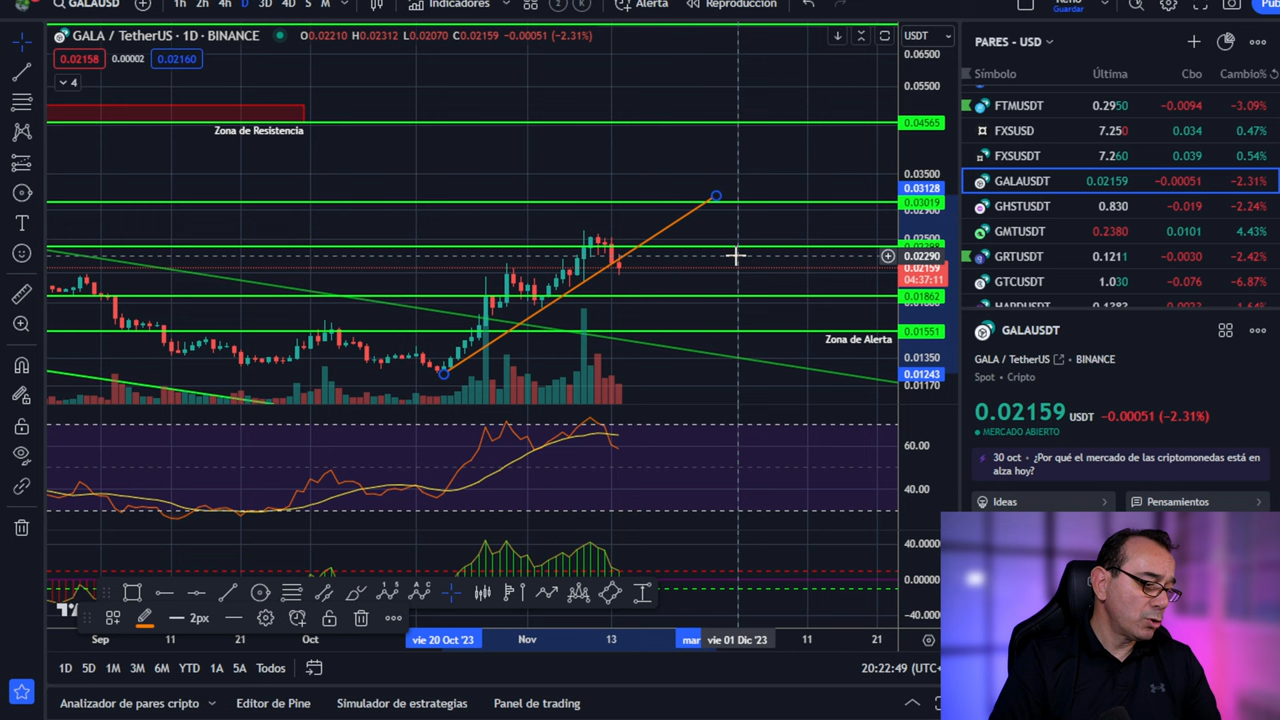 GALAUSD
1h 2h 4h D 3D 4D S M
Indicadores
Alerta
Reproducción
Guardar
GALA / TetherUS · 1D · BINANCE
O0.02210 H0.02312 L0.02070 C0.02159 -0.00051 (-2.31%)
0.02158
0.00002
0.02160
4
USDT
0.06500
0.05500
0.04565
0.03500
0.03128
0.03019
0.02500
0.02290
0.02159
04:37:11
0.01862
0.01551
0.01350
0.01243
0.01170
Zona de Resistencia
Zona de Alerta
60.00
40.00
40.0000
0.00000
-40.000
2px
Sep
11
21
Oct
vie 20 Oct '23
Nov
13
mar
vie 01 Dic '23
11
21
1D 5D 1M 3M 6M YTD 1A 5A Todos
20:22:49 (UTC
Analizador de pares cripto
Editor de Pine
Simulador de estrategias
Panel de trading
PARES - USD
Símbolo Última Cbo Cambio%
FTMUSDT 0.2950 -0.0094 -3.09%
FXSUSD 7.250 0.034 0.47%
FXSUSDT 7.260 0.039 0.54%
GALAUSDT 0.02159 -0.00051 -2.31%
GHSTUSDT 0.830 -0.019 -2.24%
GMTUSDT 0.2380 0.0101 4.43%
GRTUSDT 0.1211 -0.0030 -2.42%
GTCUSDT 1.030 -0.076 -6.87%
GALAUSDT
GALA / TetherUS · BINANCE
Spot · Cripto
0.02159 USDT -0.00051 (-2.31%)
MERCADO ABIERTO
30 oct · ¿Por qué el mercado de las criptomonedas está en
alza hoy?
Ideas
Pensamientos